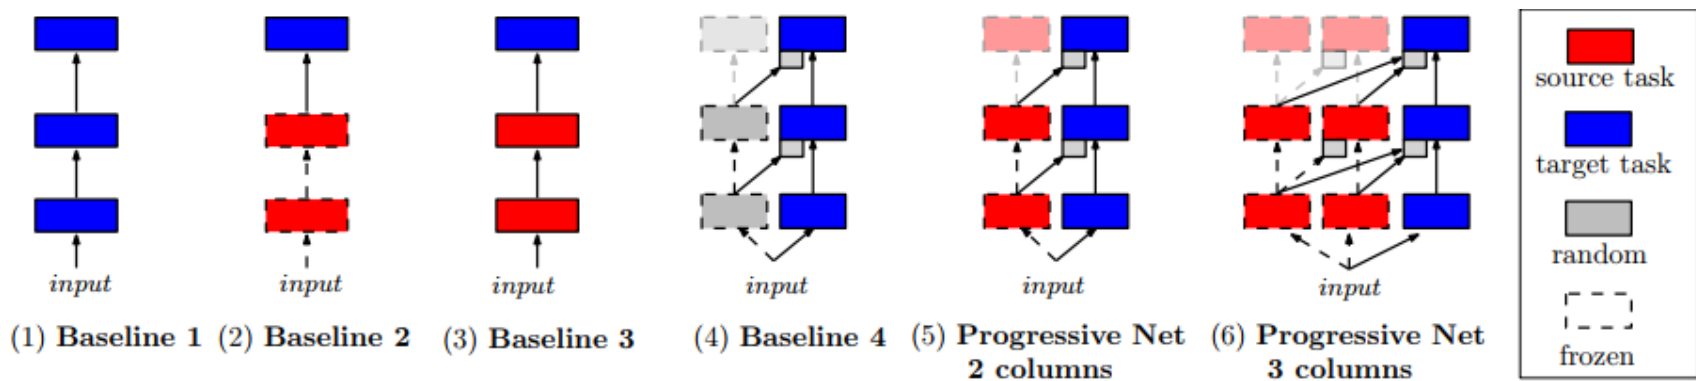 input
input
input
input
input
input
(1) Baseline 1
(2) Baseline 2
(3) Baseline 3
(4) Baseline 4
(5) Progressive Net
2 columns
(6) Progressive Net
3 columns
source task
target task
random
frozen